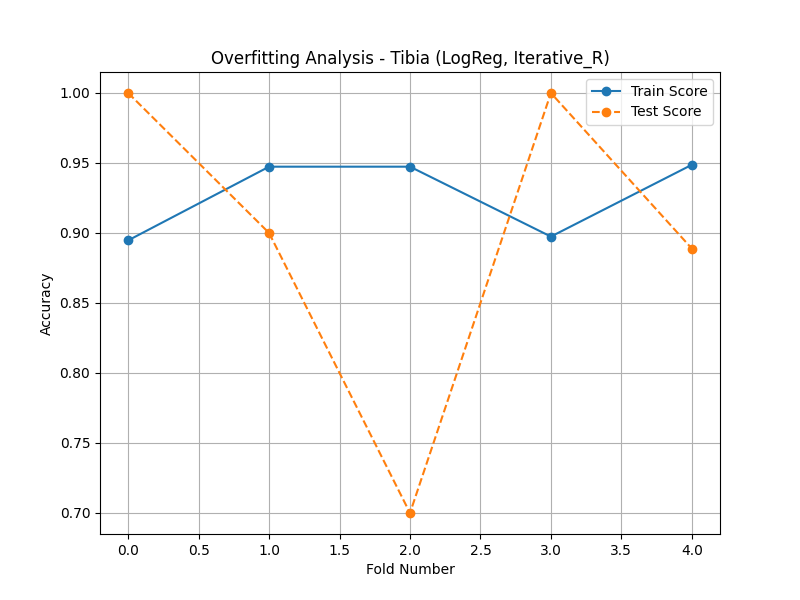 Overfitting Analysis - Tibia (LogReg, Iterative_R)
Train Score
Test Score
1.00
0.95
0.90
0.85
0.80
0.75
0.70
Accuracy
0.0 0.5 1.0 1.5 2.0 2.5 3.0 3.5 4.0
Fold Number